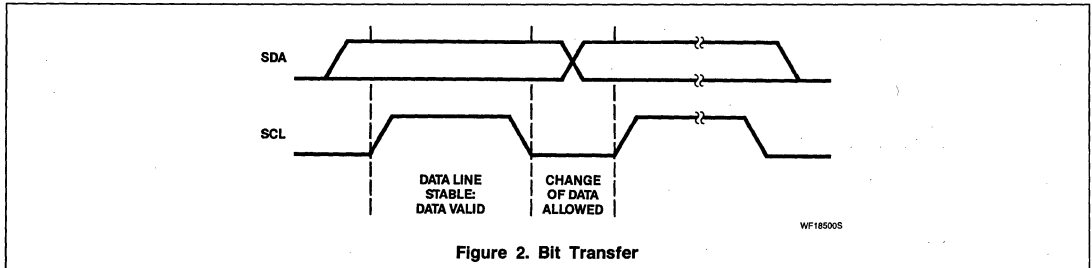 SDA
SCL
DATA LINE
STABLE:
DATA VALID
CHANGE
OF DATA
ALLOWED
WF18500S
Figure 2. Bit Transfer